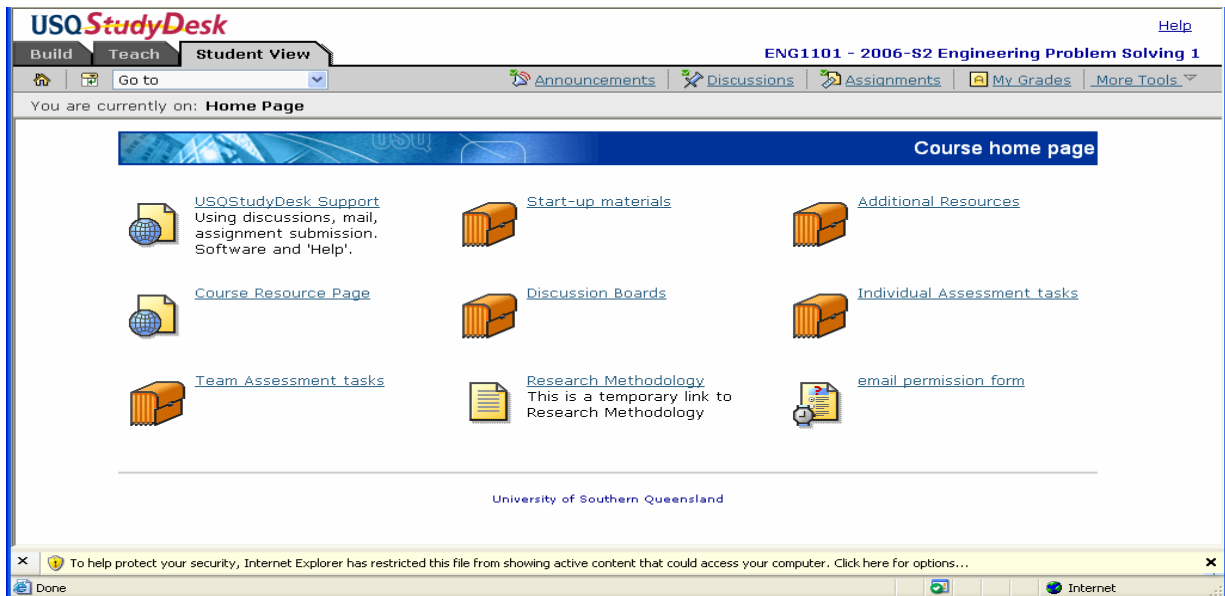 USQStudyDesk
Help
Build Teach Student View
ENG1101 - 2006-S2 Engineering Problem Solving 1
Go to
Announcements Discussions Assignments My Grades More Tools
You are currently on: Home Page
USQ
Course home page
USQStudyDesk Support
Using discussions, mail,
assignment submission.
Software and 'Help'.
Start-up materials
Additional Resources
Course Resource Page
Discussion Boards
Individual Assessment tasks
Team Assessment tasks
Research Methodology
This is a temporary link to
Research Methodology
email permission form
University of Southern Queensland
To help protect your security, Internet Explorer has restricted this file from showing active content that could access your computer. Click here for options...
Done
Internet